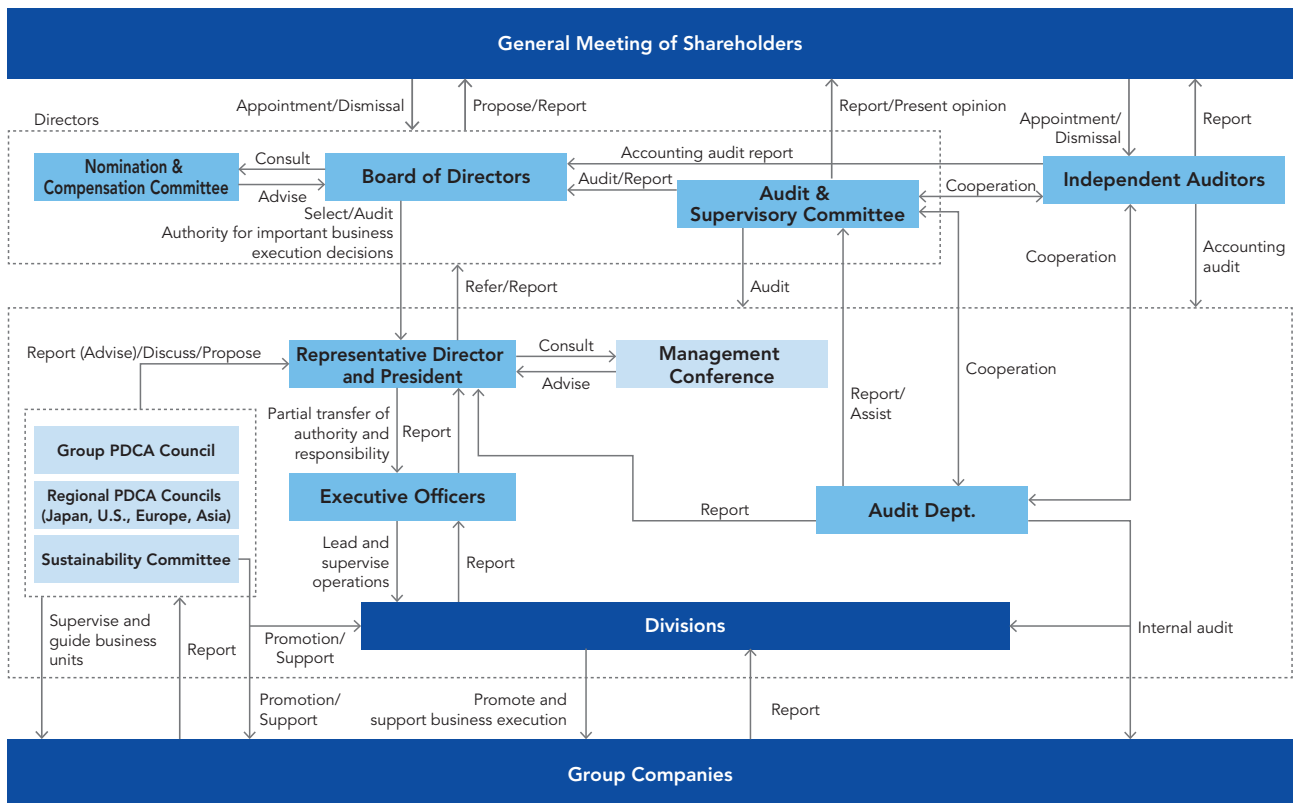 General Meeting of Shareholders
Appointment/Dismissal
Propose/Report
Report/Present opinion
Appointment/
Dismissal
Report
Directors
Nomination &
Compensation Committee
Consult
Advise
Board of Directors
Accounting audit report
Audit/Report
Audit &
Supervisory Committee
Cooperation
Independent Auditors
Select/Audit
Authority for important business
execution decisions
Refer/Report
Audit
Cooperation
Accounting
audit
Report (Advise)/Discuss/Propose
Representative Director
and President
Consult
Advise
Management
Conference
Report/
Assist
Cooperation
Partial transfer of
authority and
responsibility
Report
Group PDCA Council
Regional PDCA Councils
(Japan, U.S., Europe, Asia)
Sustainability Committee
Executive Officers
Report
Audit Dept.
Lead and
supervise
operations
Report
Supervise and
guide business
units
Report
Promotion/
Support
Divisions
Internal audit
Promotion/
Support
Promote and
support business execution
Report
Group Companies